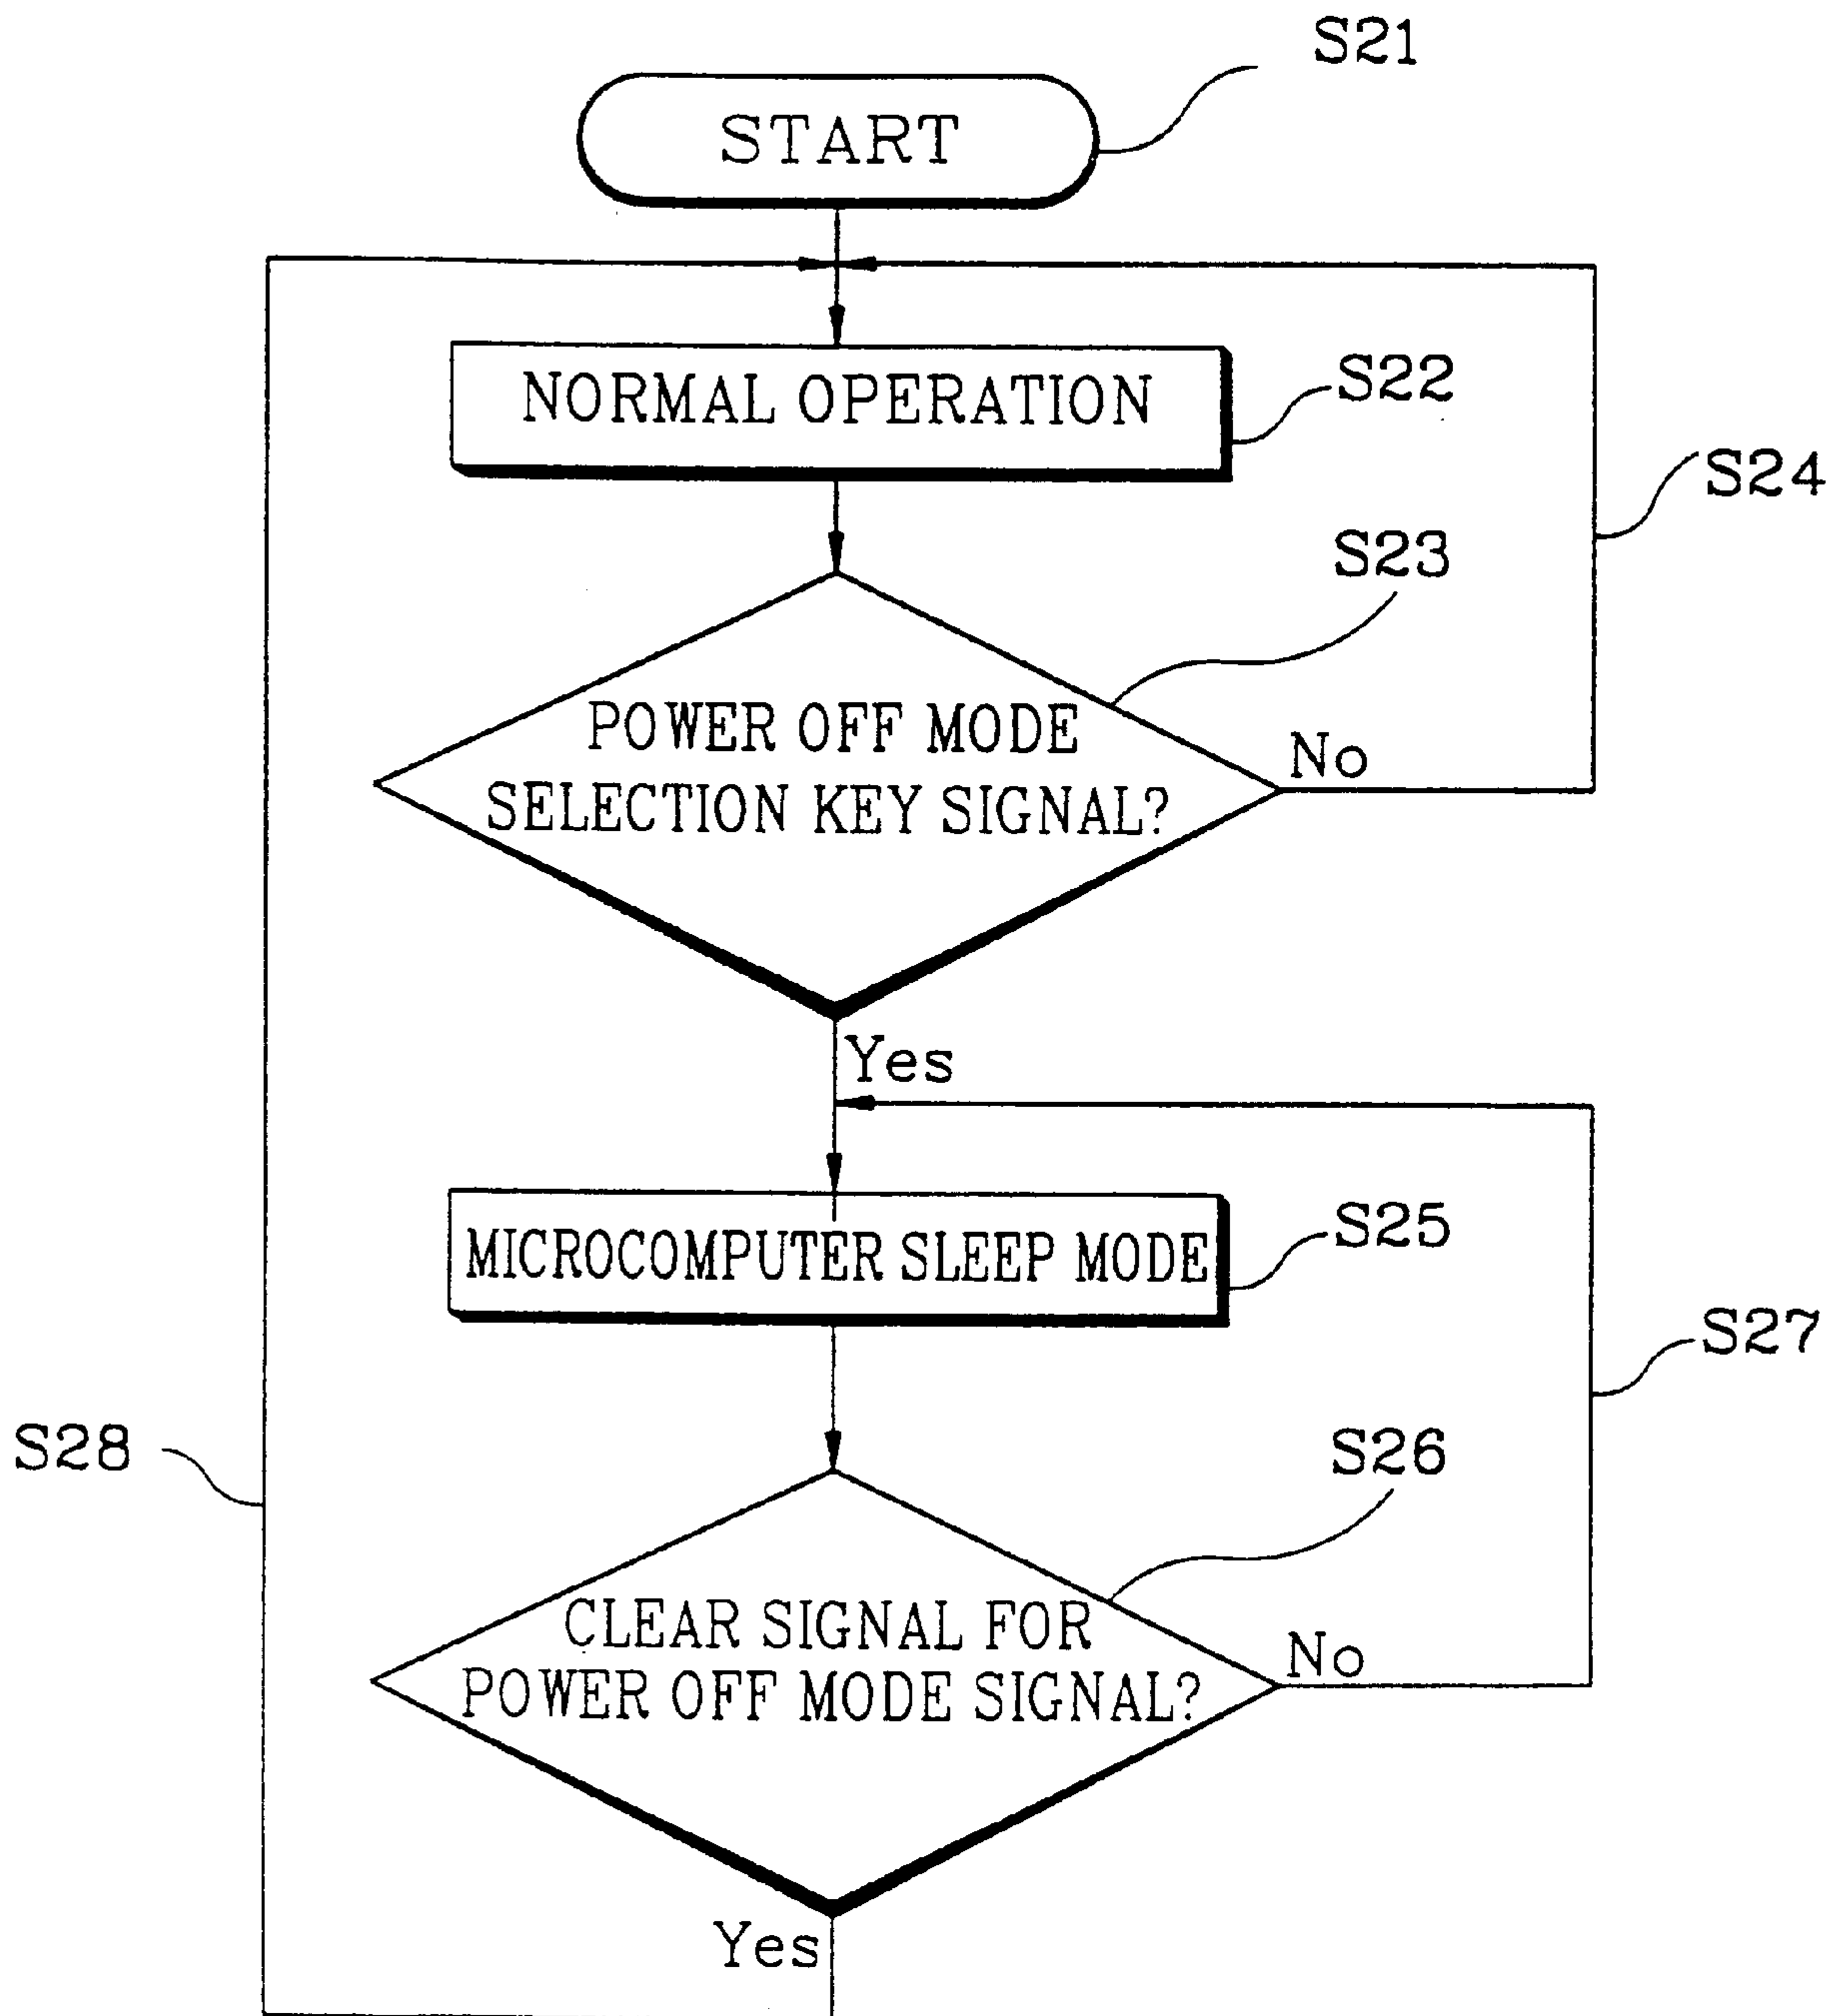 S21
START
NORMAL OPERATION
S22
S24
S23
POWER OFF MODE
SELECTION KEY SIGNAL?
No
Yes
MICROCOMPUTER SLEEP MODE
S25
S27
S28
S26
CLEAR SIGNAL FOR
POWER OFF MODE SIGNAL?
No
Yes